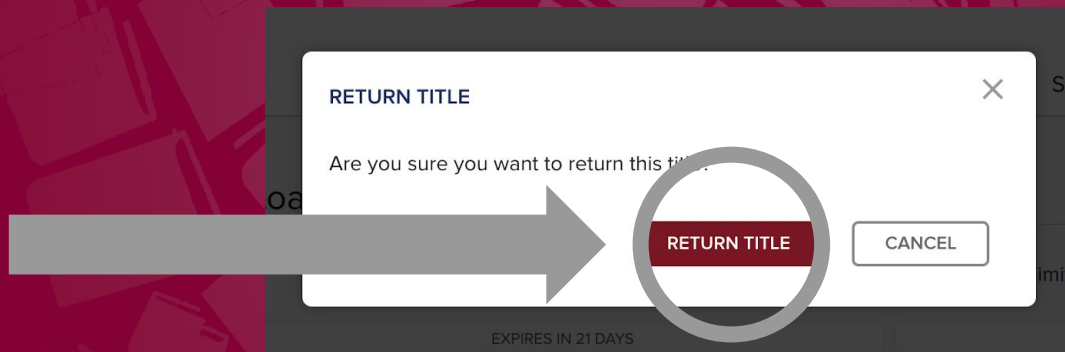 RETURN TITLE
Are you sure you want to return this
RETURN TITLE
CANCEL
EXPIRES IN 21 DAYS